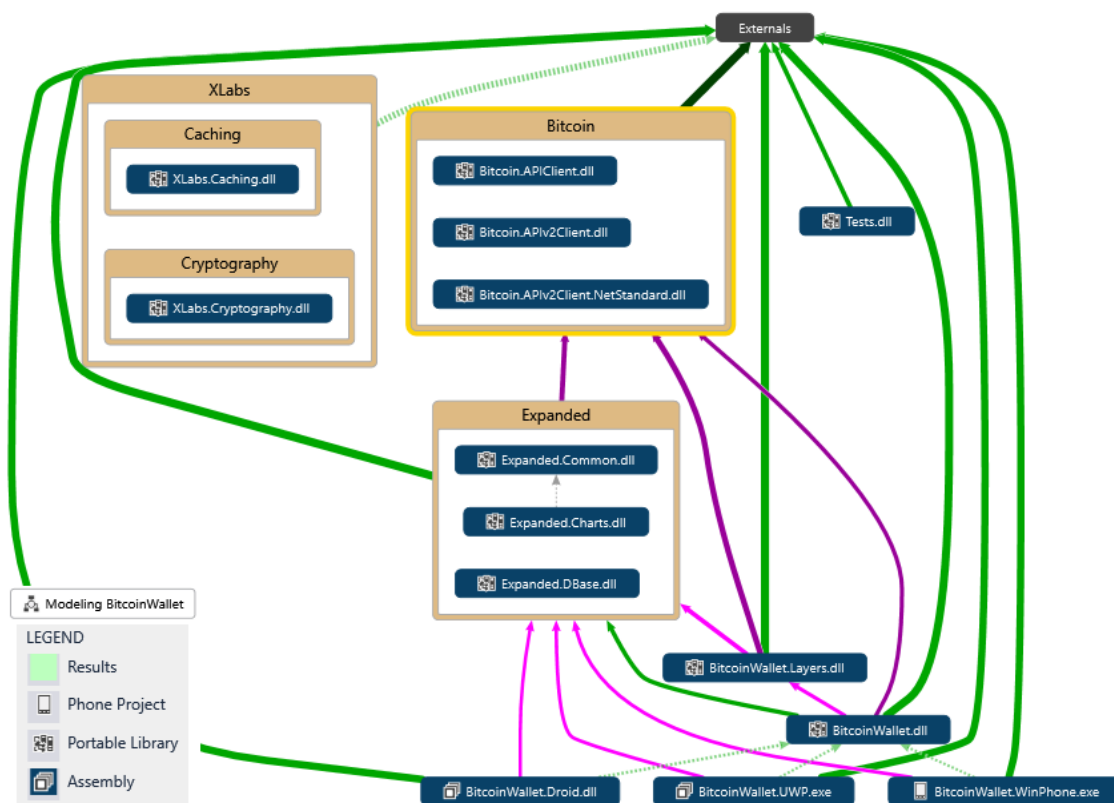 Externals
XLabs
Caching
XLabs.Caching.dll
Cryptography
XLabs.Cryptography.dll
Bitcoin
Bitcoin.APIClient.dll
Bitcoin.APIv2Client.dll
Bitcoin.APIv2Client.NetStandard.dll
Tests.dll
Expanded
Expanded.Common.dll
Expanded.Charts.dll
Expanded.DBase.dll
Modeling BitcoinWallet
LEGEND
Results
Phone Project
Portable Library
Assembly
BitcoinWallet.Layers.dll
BitcoinWallet.dll
BitcoinWallet.Droid.dll
BitcoinWallet.UWP.exe
BitcoinWallet.WinPhone.exe